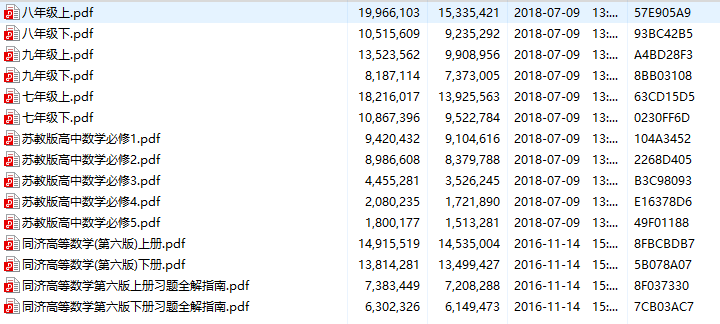 八年级上.pdf 19,966,103 15,335,421 2018-07-09 13:... 57E905A9
八年级下.pdf 10,515,609 9,235,292 2018-07-09 13:... 93BC42B5
九年级上.pdf 13,523,562 9,908,956 2018-07-09 13:... A4BD28F3
九年级下.pdf 8,187,114 7,373,005 2018-07-09 13:... 8BB03108
七年级上.pdf 18,216,017 13,925,563 2018-07-09 13:... 63CD15D5
七年级下.pdf 10,867,396 9,522,784 2018-07-09 13:... 0230FF6D
苏教版高中数学必修1.pdf 9,420,432 9,104,616 2018-07-09 13:... 104A3452
苏教版高中数学必修2.pdf 8,986,608 8,379,788 2018-07-09 13:... 2268D405
苏教版高中数学必修3.pdf 4,455,281 3,526,245 2018-07-09 13:... B3C98093
苏教版高中数学必修4.pdf 2,080,235 1,721,890 2018-07-09 13:... E16378D6
苏教版高中数学必修5.pdf 1,800,177 1,513,281 2018-07-09 13:... 49F01188
同济高等数学(第六版)上册.pdf 14,915,519 14,535,004 2016-11-14 15:... 8FBCBDB7
同济高等数学(第六版)下册.pdf 13,814,281 13,499,427 2016-11-14 15:... 5B078A07
同济高等数学第六版上册习题全解指南.pdf 7,383,449 7,208,288 2016-11-14 15:... 8F037330
同济高等数学第六版下册习题全解指南.pdf 6,302,326 6,149,473 2016-11-14 15:... 7CB03AC7